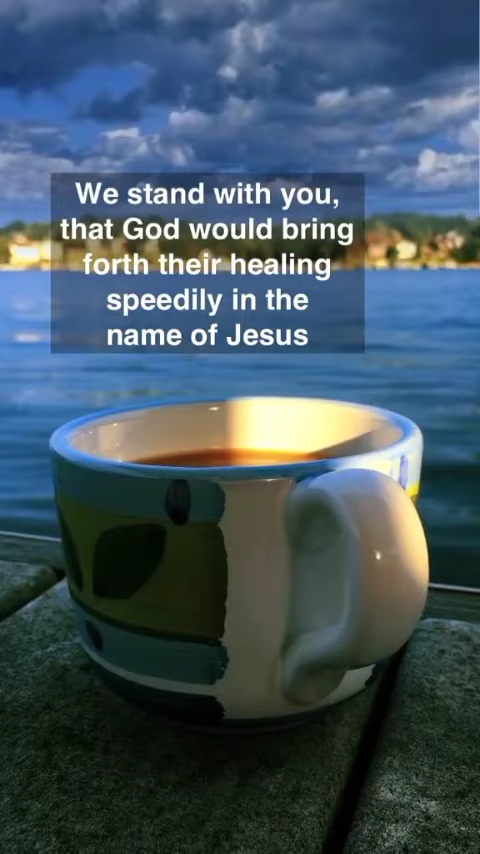 We stand with you,
that God would bring
forth their healing
speedily in the
name of Jesus